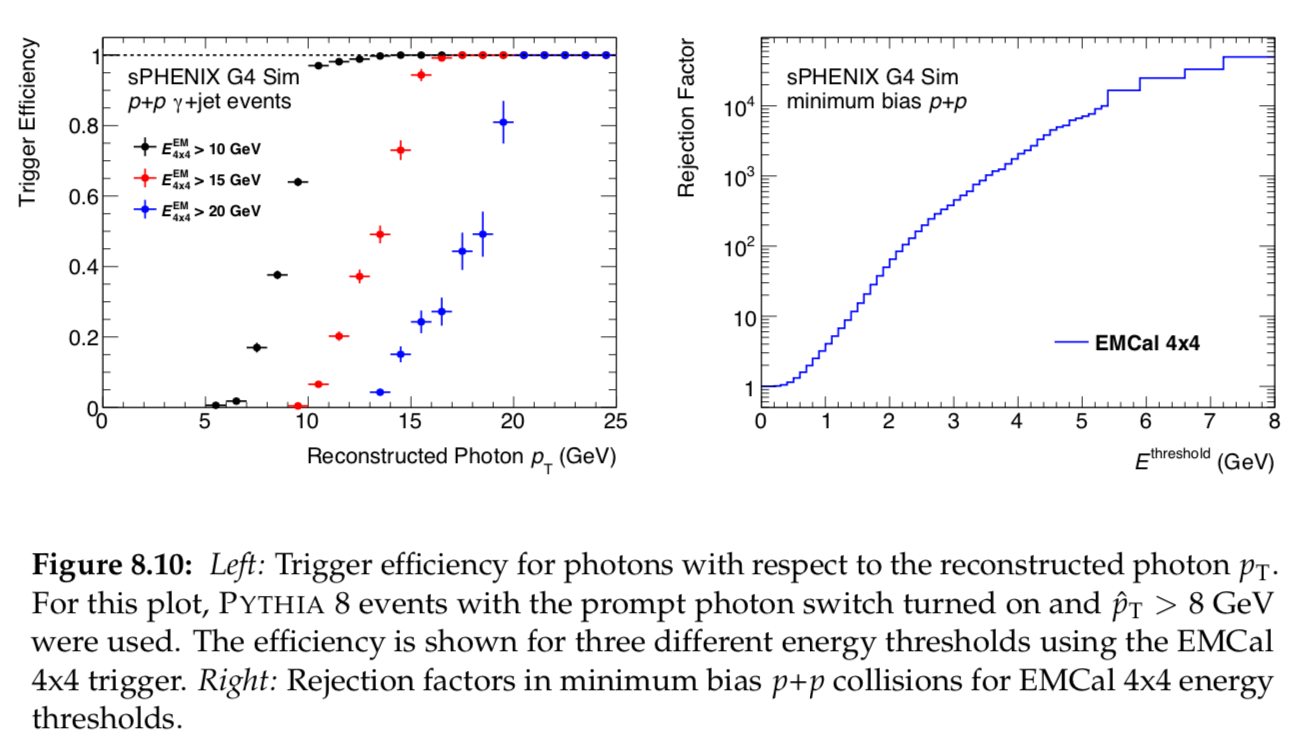 Trigger Efficiency
1
0.8
0.6
0.4
0.2
0
sPHENIX G4 Sim
p+p γ+jet events
E^EM_4x4 > 10 GeV
E^EM_4x4 > 15 GeV
E^EM_4x4 > 20 GeV
0 5 10 15 20 25
Reconstructed Photon p_T (GeV)
Rejection Factor
10^4
10^3
10^2
10
1
sPHENIX G4 Sim
minimum bias p+p
EMCal 4x4
0 1 2 3 4 5 6 7 8
E^threshold (GeV)
Figure 8.10: Left: Trigger efficiency for photons with respect to the reconstructed photon p_T.
For this plot, PYTHIA 8 events with the prompt photon switch turned on and p̂_T > 8 GeV
were used. The efficiency is shown for three different energy thresholds using the EMCal
4x4 trigger. Right: Rejection factors in minimum bias p+p collisions for EMCal 4x4 energy
thresholds.